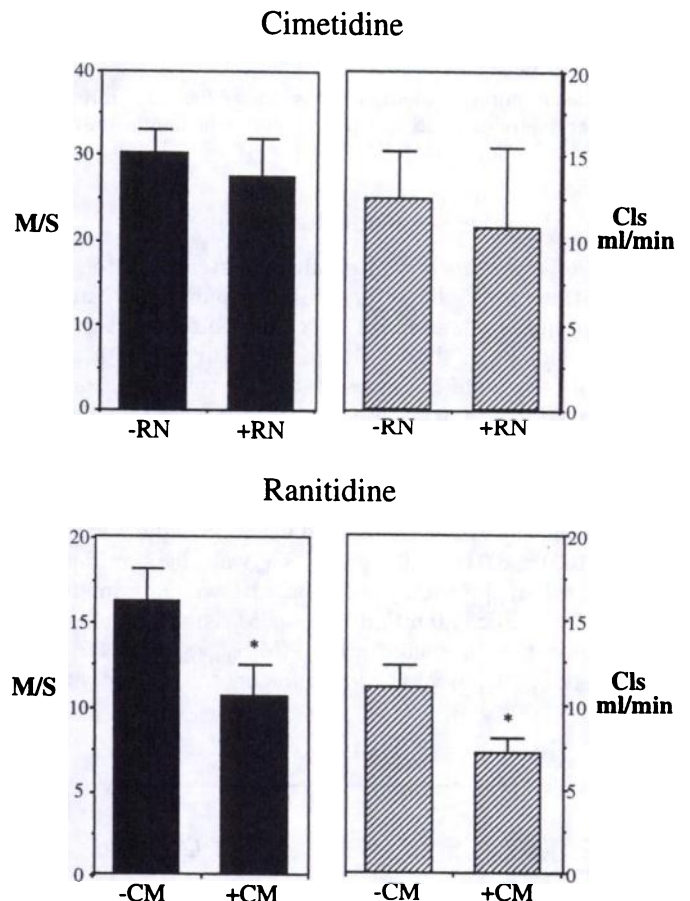 Cimetidine
40
30
20
10
0
M/S
-RN +RN
20
15
10
5
0
Cls
ml/min
-RN +RN
Ranitidine
20
15
10
5
0
M/S
*
-CM +CM
20
15
10
5
0
Cls
ml/min
*
-CM +CM